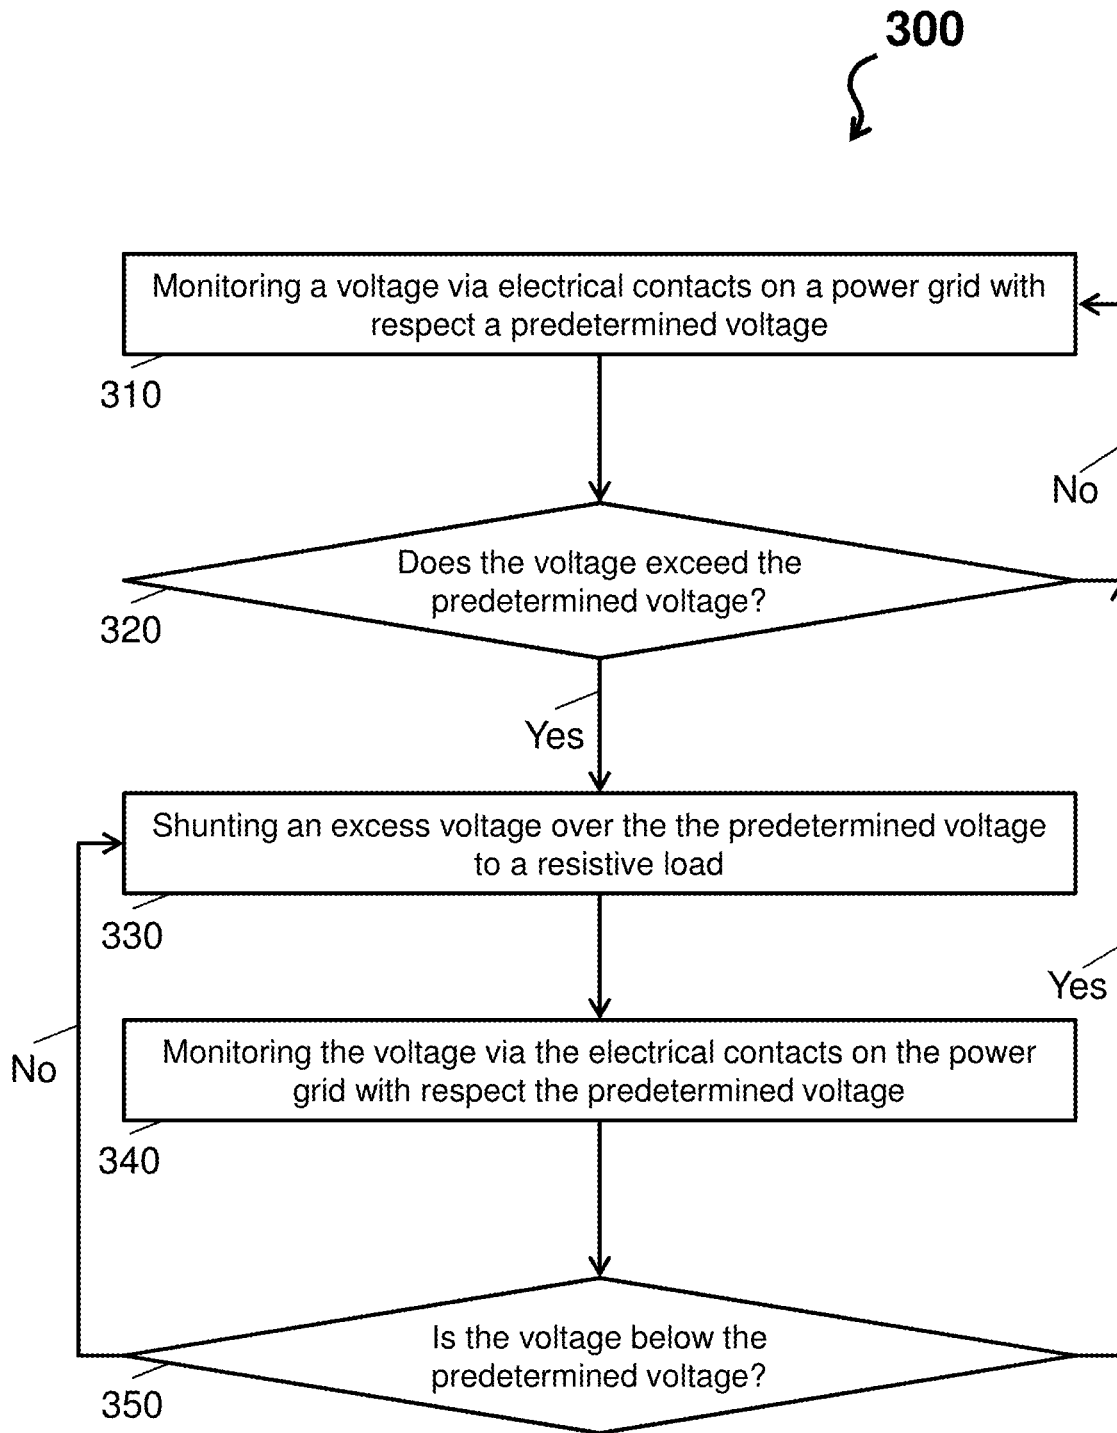 300
Monitoring a voltage via electrical contacts on a power grid with
respect a predetermined voltage
310
No
Does the voltage exceed the
predetermined voltage?
320
Yes
Shunting an excess voltage over the the predetermined voltage
to a resistive load
330
Yes
Monitoring the voltage via the electrical contacts on the power
grid with respect the predetermined voltage
No
340
Is the voltage below the
predetermined voltage?
350